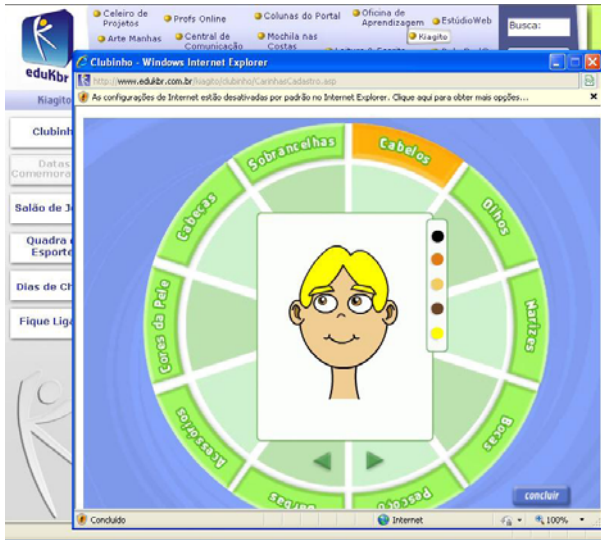 Celeiro de Projetos
Profs Online
Colunas do Portal
Oficina de Aprendizagem
EstúdioWeb
Arte Manhas
Central de Comunicação
Mochila nas Costas
Kiagito
Busca:
eduKbr
Clubinho - Windows Internet Explorer
http://www.edukbr.com.br/kiagito/clubinho/CarinhasCadastro.asp
As configurações de Internet estão desativadas por padrão no Internet Explorer. Clique aqui para obter mais opções...
Kiagito
Clubinh
Datas
Comemora
Salão de J
Quadra
Esporte
Dias de Ch
Fique Liga
Sobrancelhas
Cabelos
Olhos
Narizes
Bocas
Pescoço
Barbas
Acessórios
Cores da Pele
Cabeças
concluir
Concluído
Internet
100%